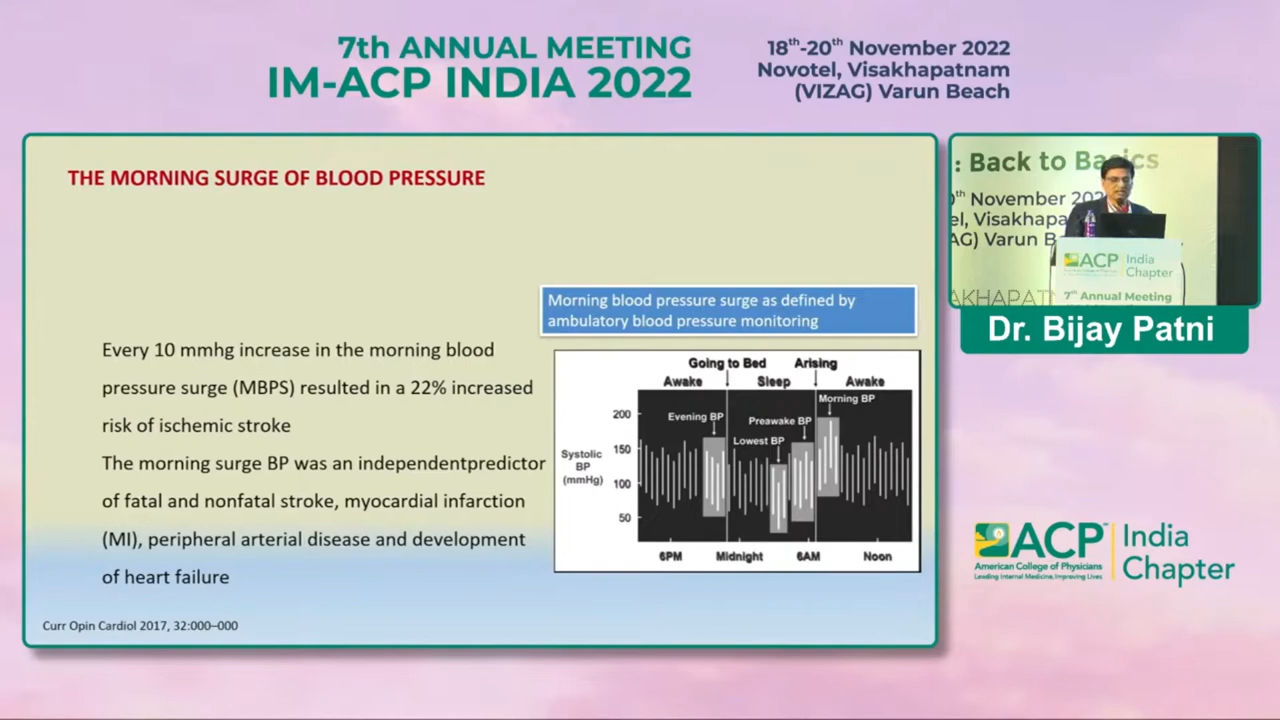 7th ANNUAL MEETING
IM-ACP INDIA 2022
18th-20th November 2022
Novotel, Visakhapatnam
(VIZAG) Varun Beach
THE MORNING SURGE OF BLOOD PRESSURE
Every 10 mmhg increase in the morning blood
pressure surge (MBPS) resulted in a 22% increased
risk of ischemic stroke
The morning surge BP was an independentpredictor
of fatal and nonfatal stroke, myocardial infarction
(MI), peripheral arterial disease and development
of heart failure
Curr Opin Cardiol 2017, 32:000–000
Morning blood pressure surge as defined by
ambulatory blood pressure monitoring
Going to Bed Arising
Awake Sleep Awake
Morning BP
Evening BP
Preawake BP
Lowest BP
Systolic
BP
(mmHg)
200
150
100
50
6PM Midnight 6AM Noon
: Back to Basics
th November 202
el, Visakhapa
AG) Varun B
AKHAPATN
ACP India
Chapter
7th Annual Meeting
Dr. Bijay Patni
ACP™ India
Chapter
American College of Physicians
Leading Internal Medicine, Improving Lives